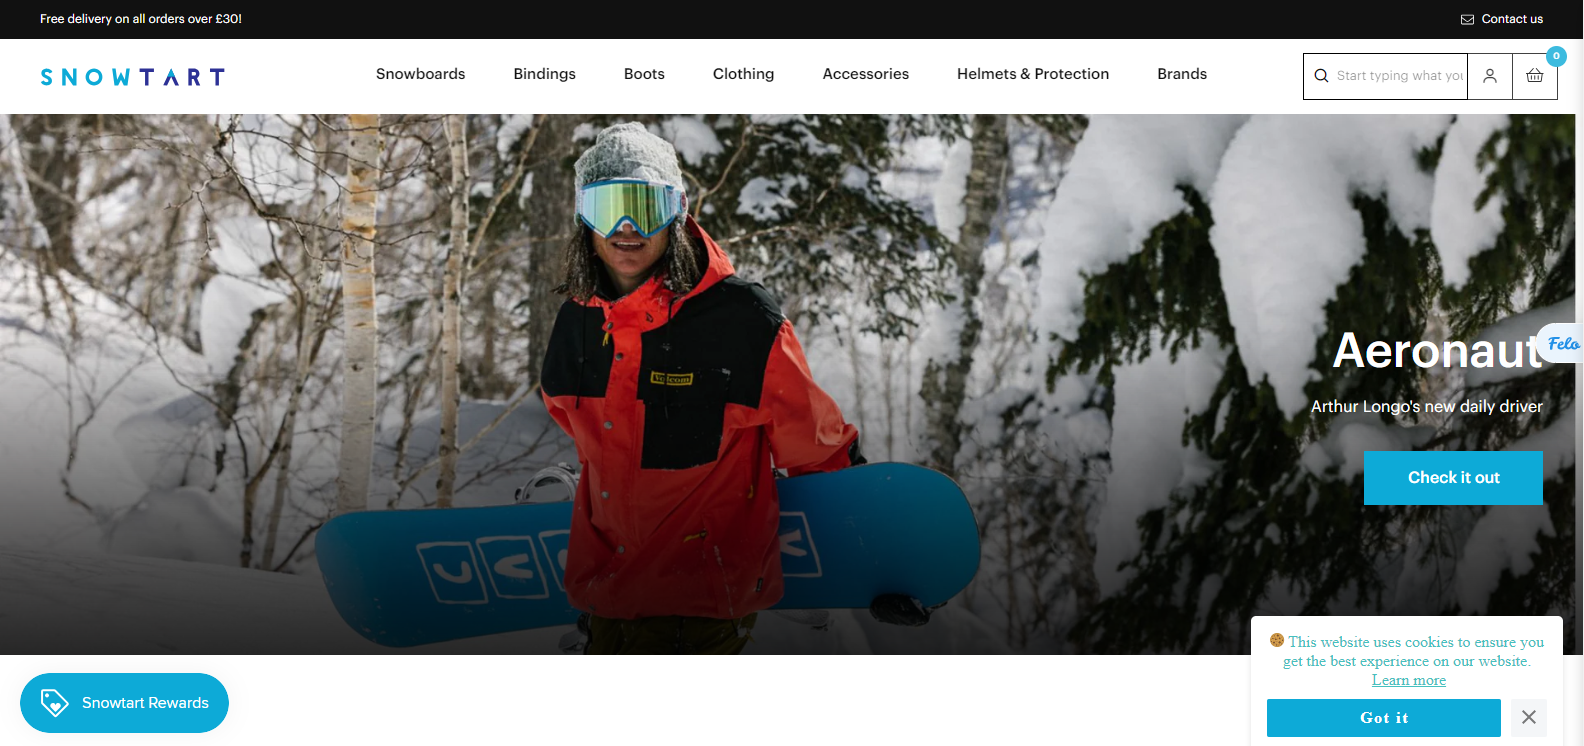 Free delivery on all orders over £30!
Contact us
SNOWTART
Snowboards
Bindings
Boots
Clothing
Accessories
Helmets & Protection
Brands
Start typing what you
0
Volcom
Aeronaut
Felo
Arthur Longo's new daily driver
Check it out
This website uses cookies to ensure you
get the best experience on our website.
Learn more
Got it
Snowtart Rewards